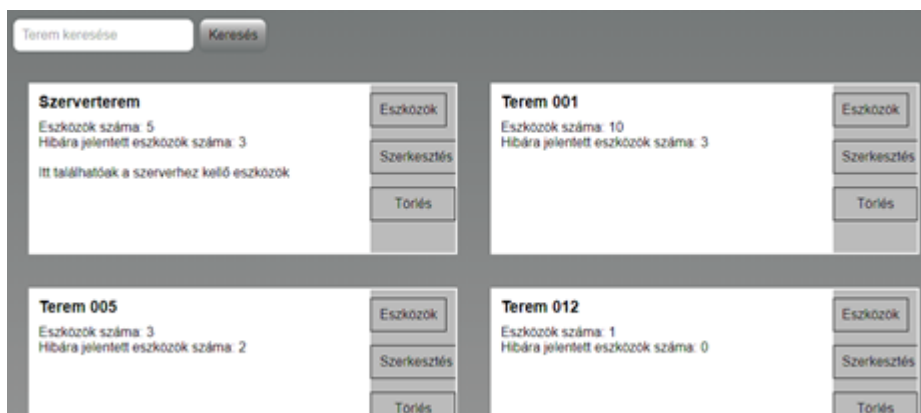 Terem keresése
Keresés
Szerverterem
Eszközök száma: 5
Hibára jelentett eszközök száma: 3
Itt találhatóak a szerverhez kellő eszközök
Eszközök
Szerkesztés
Törlés
Terem 001
Eszközök száma: 10
Hibára jelentett eszközök száma: 3
Eszközök
Szerkesztés
Törlés
Terem 005
Eszközök száma: 3
Hibára jelentett eszközök száma: 2
Eszközök
Szerkesztés
Törlés
Terem 012
Eszközök száma: 1
Hibára jelentett eszközök száma: 0
Eszközök
Szerkesztés
Törlés